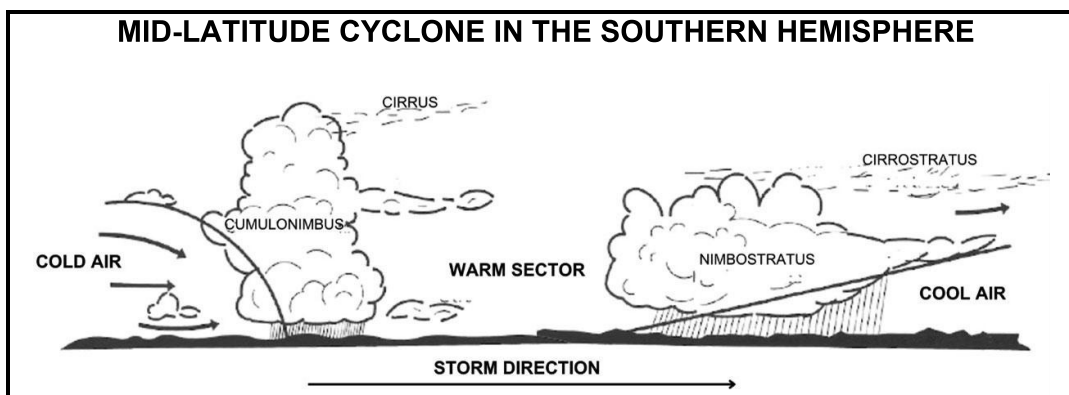 MID-LATITUDE CYCLONE IN THE SOUTHERN HEMISPHERE
CIRRUS
CIRROSTRATUS
CUMULONIMBUS
COLD AIR
WARM SECTOR
NIMBOSTRATUS
COOL AIR
STORM DIRECTION